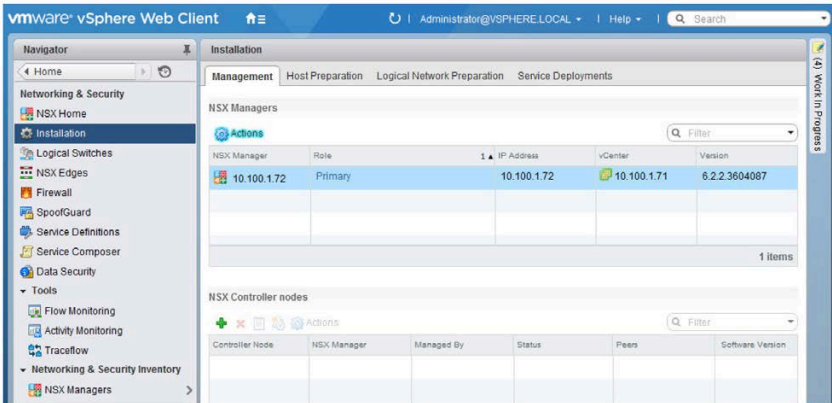 vmware® vSphere Web Client
Administrator@VSPHERE.LOCAL
Help
Search
Navigator
Home
Networking & Security
NSX Home
Installation
Logical Switches
NSX Edges
Firewall
SpoofGuard
Service Definitions
Service Composer
Data Security
Tools
Flow Monitoring
Activity Monitoring
Traceflow
Networking & Security Inventory
NSX Managers
Installation
Management Host Preparation Logical Network Preparation Service Deployments
NSX Managers
Actions
Filter
NSX Manager Role 1 IP Address vCenter Version
10.100.1.72 Primary 10.100.1.72 10.100.1.71 6.2.2.3604087
1 items
NSX Controller nodes
Actions
Filter
Controller Node NSX Manager Managed By Status Peers Software Version
(4) Work In Progress